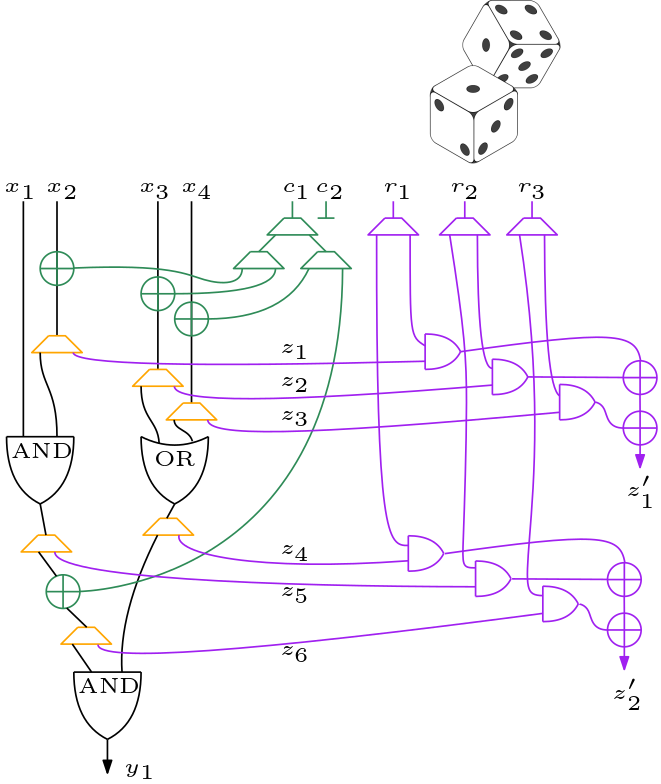 x₁ x₂ x₃ x₄ c₁ c₂ r₁ r₂ r₃
z₁
z₂
z₃
AND OR
z′₁
z₄
z₅
z₆
AND z′₂
y₁